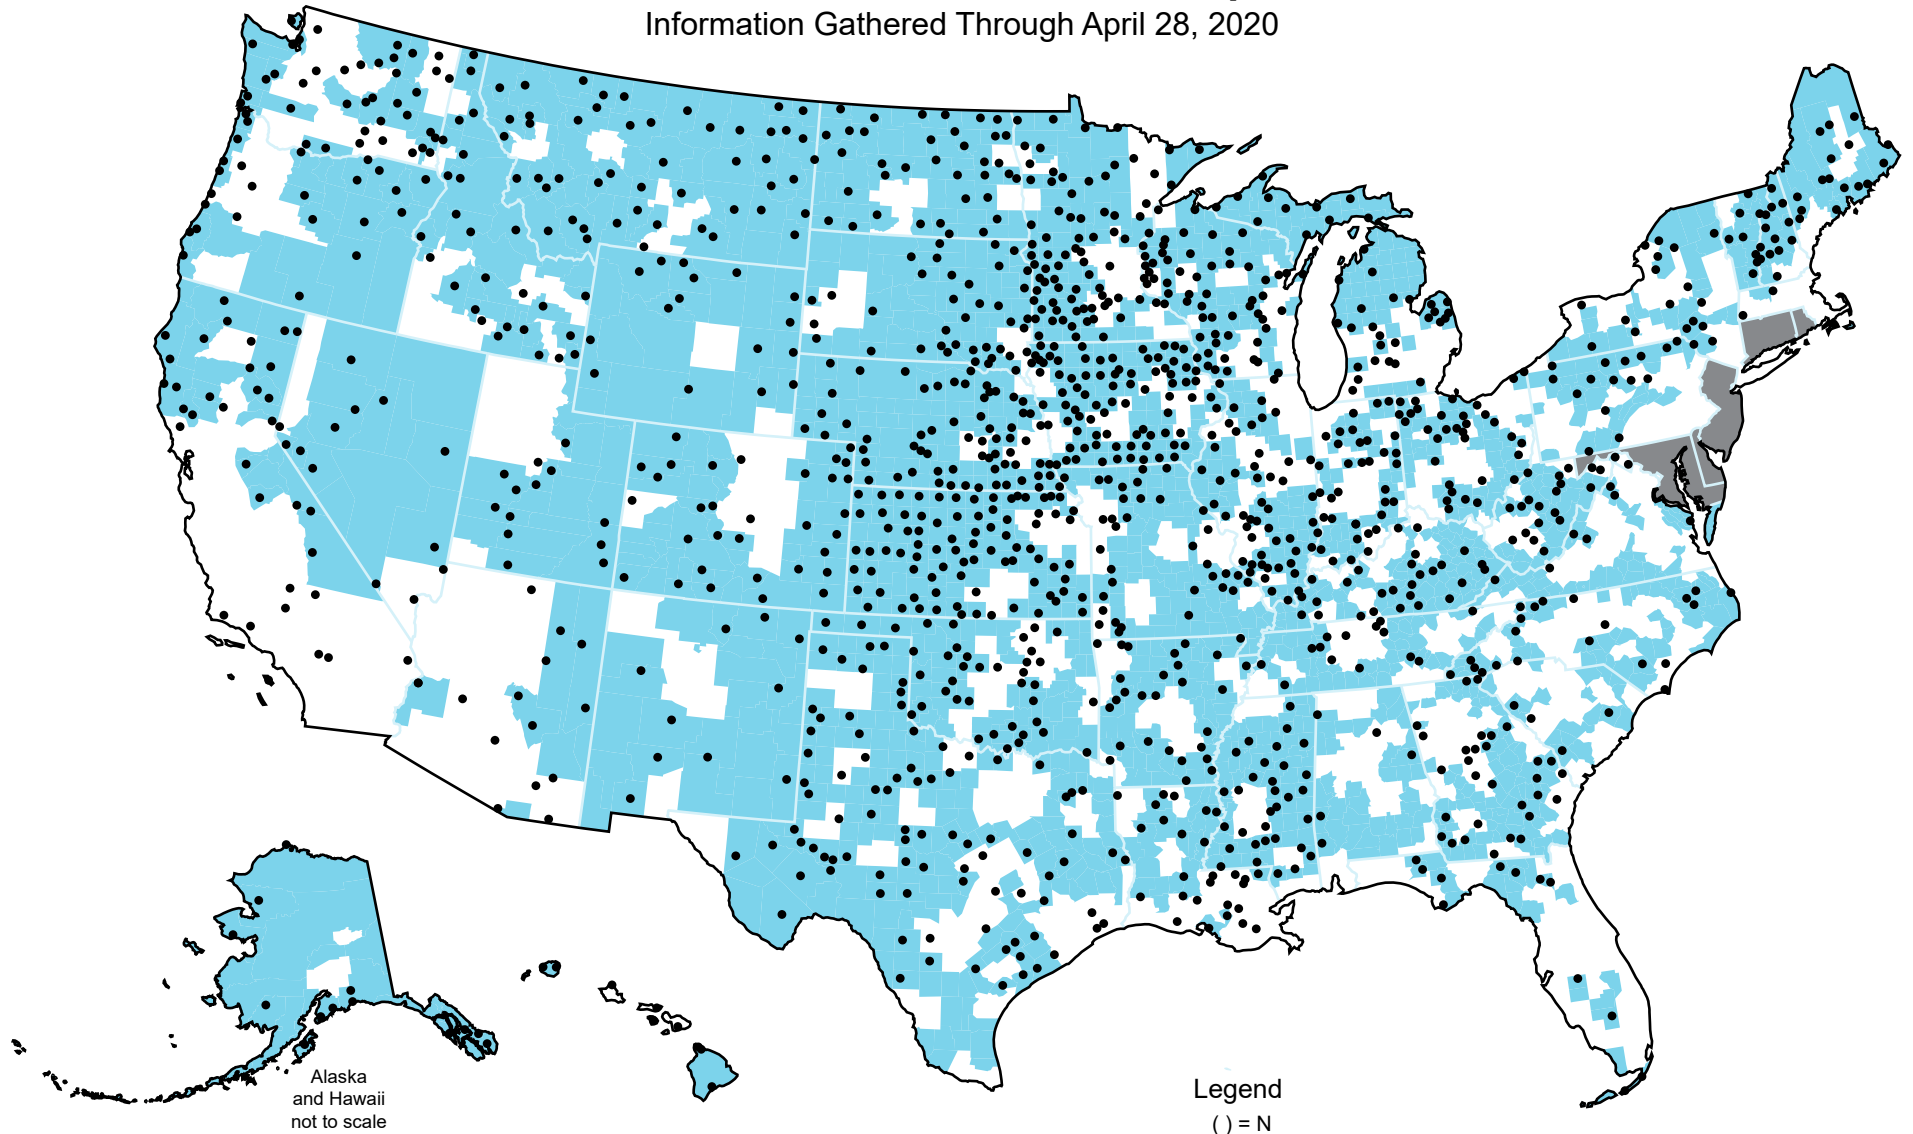 Information Gathered Through April 28, 2020
Alaska
and Hawaii
not to scale
Legend
( ) = N